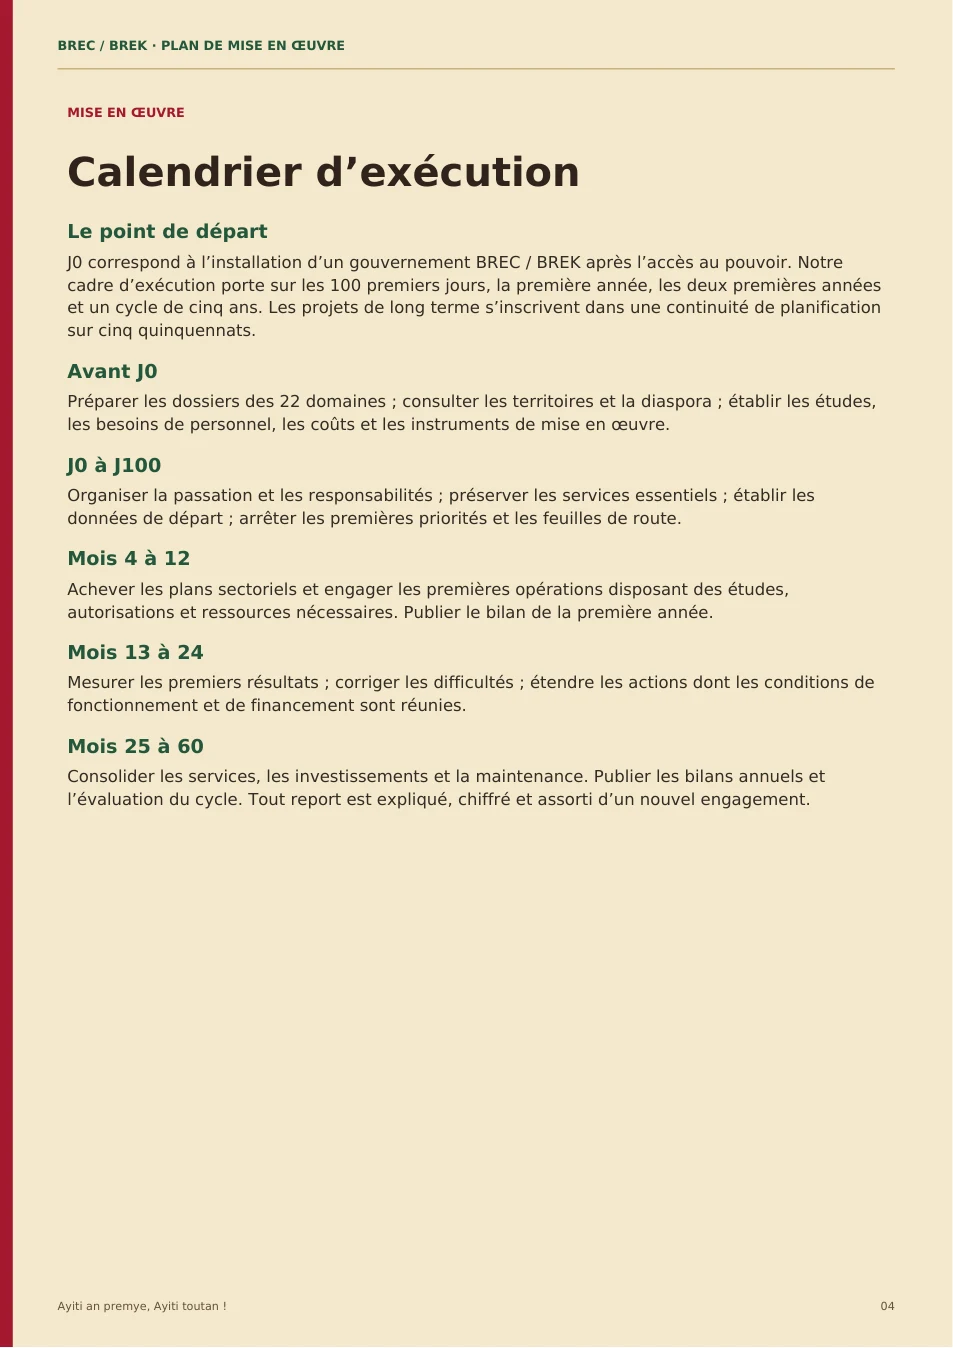 BREC / BREK · PLAN DE MISE EN ŒUVRE
MISE EN ŒUVRE
Calendrier d’exécution
Le point de départ
J0 correspond à l’installation d’un gouvernement BREC / BREK après l’accès au pouvoir. Notre
cadre d’exécution porte sur les 100 premiers jours, la première année, les deux premières années
et un cycle de cinq ans. Les projets de long terme s’inscrivent dans une continuité de planification
sur cinq quinquennats.
Avant J0
Préparer les dossiers des 22 domaines ; consulter les territoires et la diaspora ; établir les études,
les besoins de personnel, les coûts et les instruments de mise en œuvre.
J0 à J100
Organiser la passation et les responsabilités ; préserver les services essentiels ; établir les
données de départ ; arrêter les premières priorités et les feuilles de route.
Mois 4 à 12
Achever les plans sectoriels et engager les premières opérations disposant des études,
autorisations et ressources nécessaires. Publier le bilan de la première année.
Mois 13 à 24
Mesurer les premiers résultats ; corriger les difficultés ; étendre les actions dont les conditions de
fonctionnement et de financement sont réunies.
Mois 25 à 60
Consolider les services, les investissements et la maintenance. Publier les bilans annuels et
l’évaluation du cycle. Tout report est expliqué, chiffré et assorti d’un nouvel engagement.
Ayiti an premye, Ayiti toutan !
04